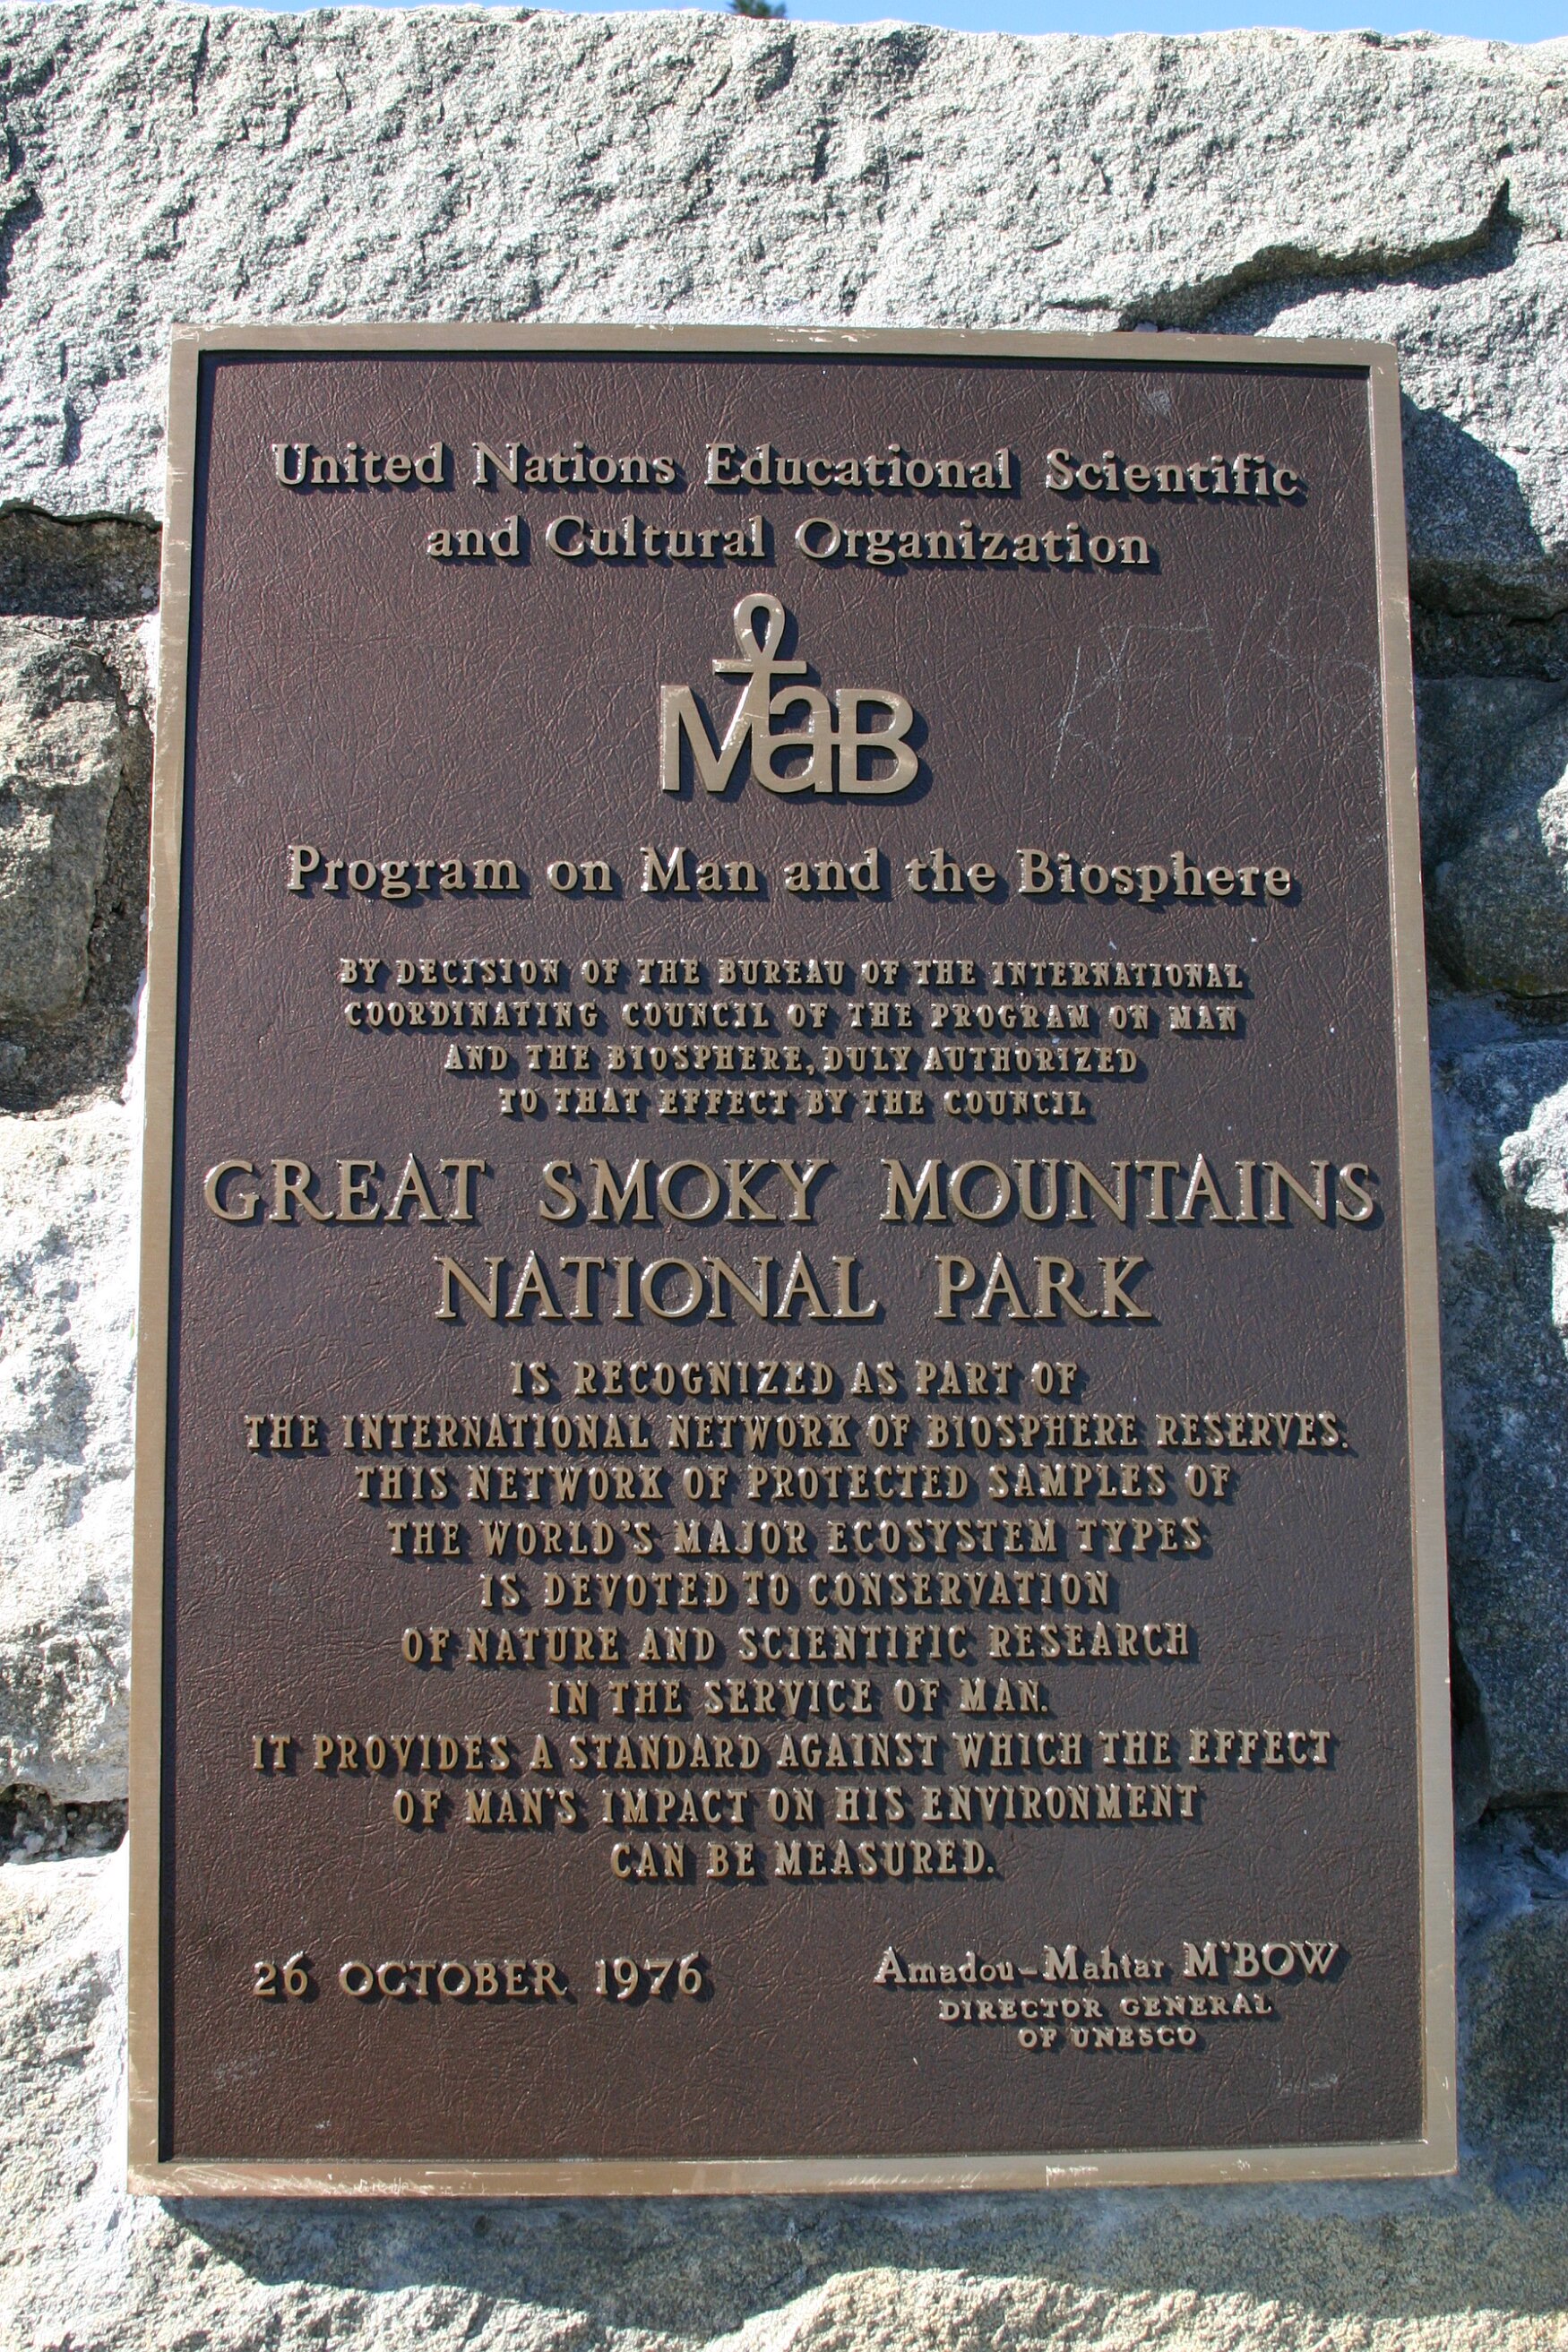 United Nations Educational Scientific
and Cultural Organization
MaB
Program on Man and the Biosphere
BY DECISION OF THE BUREAU OF THE INTERNATIONAL
COORDINATING COUNCIL OF THE PROGRAM ON MAN
AND THE BIOSPHERE, DULY AUTHORIZED
TO THAT EFFECT BY THE COUNCIL
GREAT SMOKY MOUNTAINS
NATIONAL PARK
IS RECOGNIZED AS PART OF
THE INTERNATIONAL NETWORK OF BIOSPHERE RESERVES.
THIS NETWORK OF PROTECTED SAMPLES OF
THE WORLD'S MAJOR ECOSYSTEM TYPES
IS DEVOTED TO CONSERVATION
OF NATURE AND SCIENTIFIC RESEARCH
IN THE SERVICE OF MAN.
IT PROVIDES A STANDARD AGAINST WHICH THE EFFECT
OF MAN'S IMPACT ON HIS ENVIRONMENT
CAN BE MEASURED.
26 OCTOBER 1976
Amadou-Mahtar M'BOW
DIRECTOR GENERAL
OF UNESCO